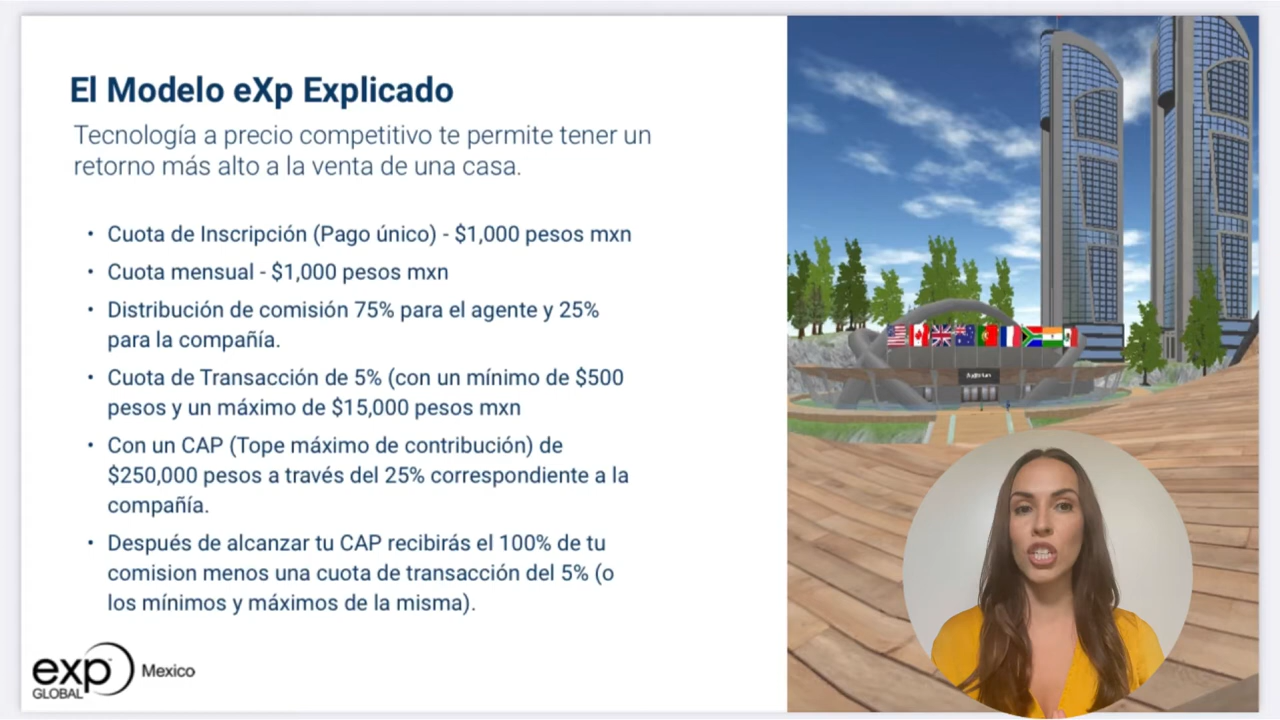 El Modelo eXp Explicado
Tecnología a precio competitivo te permite tener un
retorno más alto a la venta de una casa.
• Cuota de Inscripción (Pago único) - $1,000 pesos mxn
• Cuota mensual - $1,000 pesos mxn
• Distribución de comisión 75% para el agente y 25%
para la compañía.
• Cuota de Transacción de 5% (con un mínimo de $500
pesos y un máximo de $15,000 pesos mxn
• Con un CAP (Tope máximo de contribución) de
$250,000 pesos a través del 25% correspondiente a la
compañía.
• Después de alcanzar tu CAP recibirás el 100% de tu
comision menos una cuota de transacción del 5% (o
los mínimos y máximos de la misma).
exp Mexico
GLOBAL
Auditorium